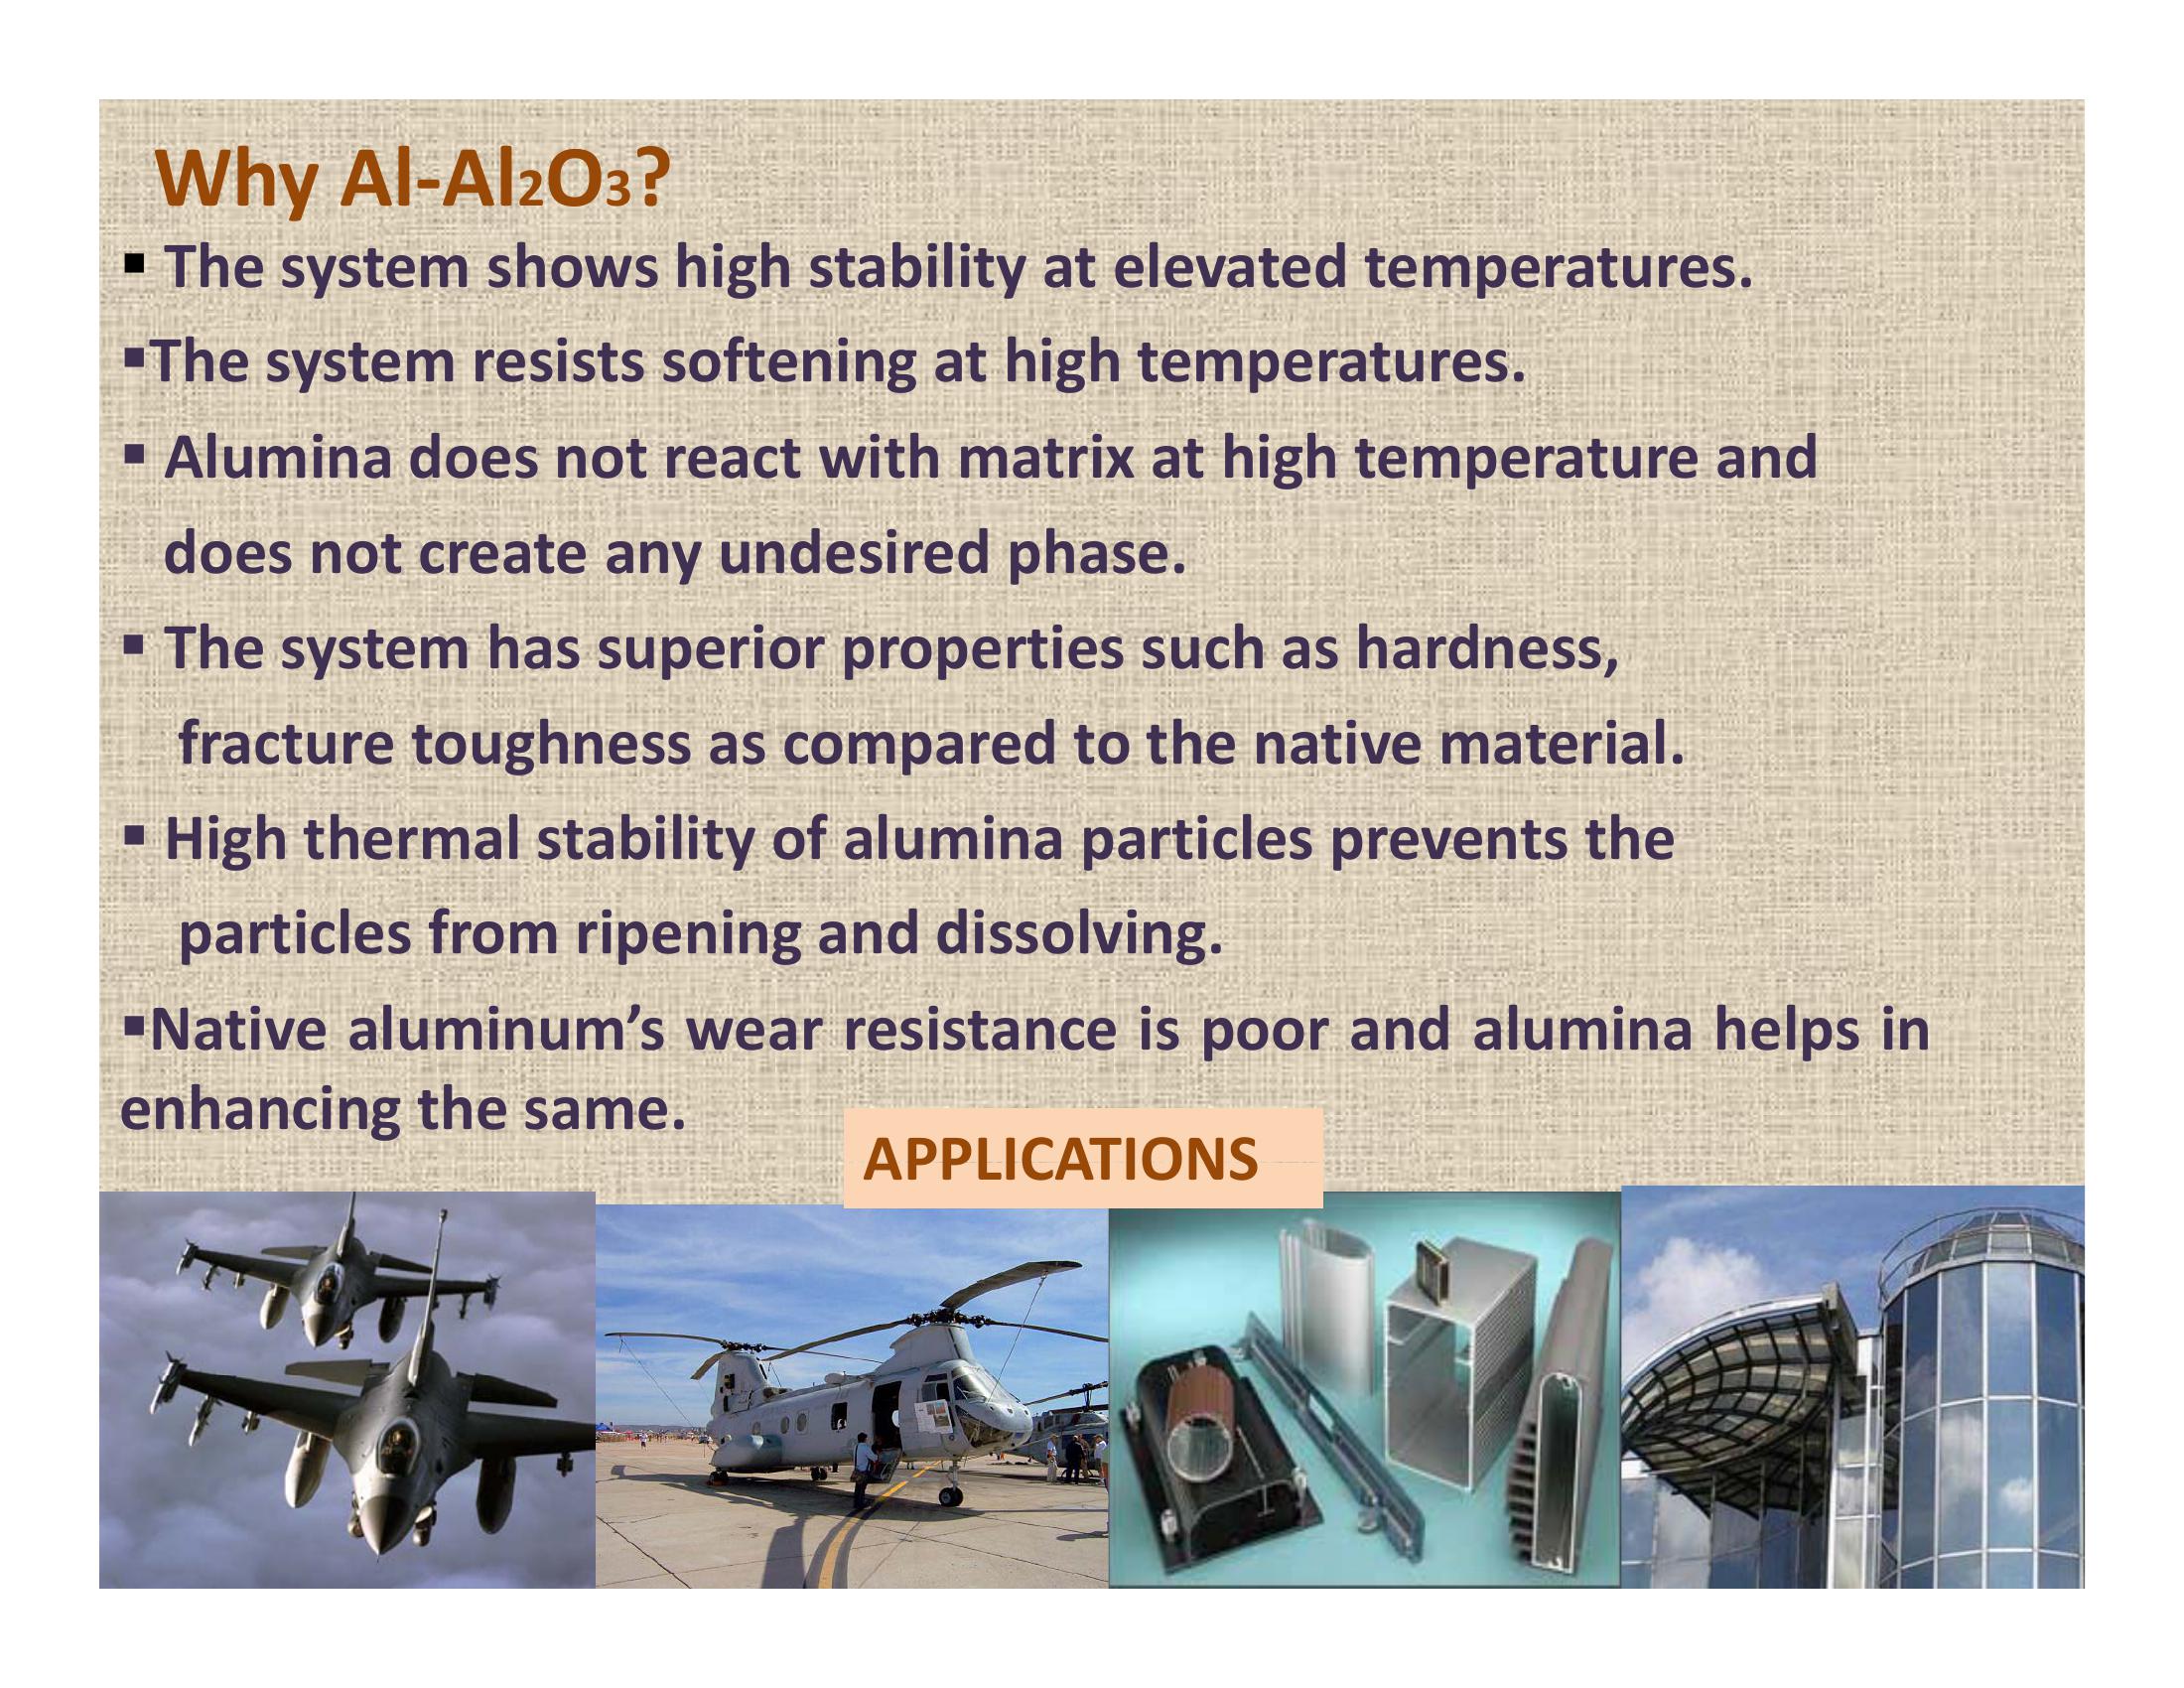 Why Al-Al2O3?
▪ The system shows high stability at elevated temperatures.
▪The system resists softening at high temperatures.
▪ Alumina does not react with matrix at high temperature and
does not create any undesired phase.
▪ The system has superior properties such as hardness,
fracture toughness as compared to the native material.
▪ High thermal stability of alumina particles prevents the
particles from ripening and dissolving.
▪Native aluminum’s wear resistance is poor and alumina helps in
enhancing the same.
APPLICATIONS